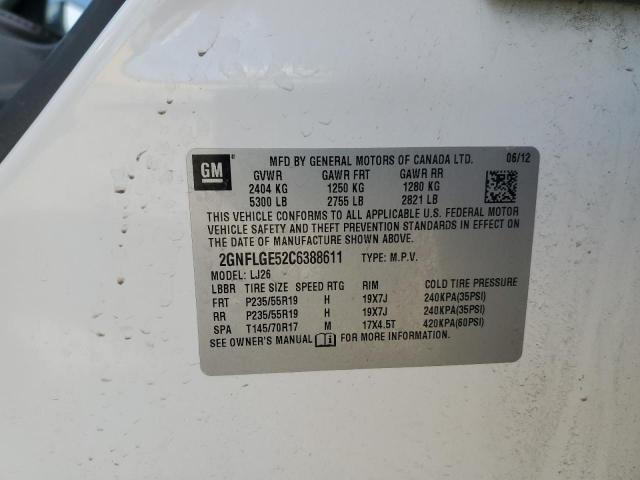 GM MFD BY GENERAL MOTORS OF CANADA LTD. 06/12
GVWR GAWR FRT GAWR RR
2404 KG 1250 KG 1280 KG
5300 LB 2755 LB 2821 LB
THIS VEHICLE CONFORMS TO ALL APPLICABLE U.S. FEDERAL MOTOR
VEHICLE SAFETY AND THEFT PREVENTION STANDARDS IN EFFECT ON
THE DATE OF MANUFACTURE SHOWN ABOVE.
2GNFLGE52C6388611 TYPE: M.P.V.
MODEL: LJ26
LBBR TIRE SIZE SPEED RTG RIM COLD TIRE PRESSURE
FRT P235/55R19 H 19X7J 240KPA(35PSI)
RR P235/55R19 H 19X7J 240KPA(35PSI)
SPA T145/70R17 M 17X4.5T 420KPA(60PSI)
SEE OWNER'S MANUAL FOR MORE INFORMATION.